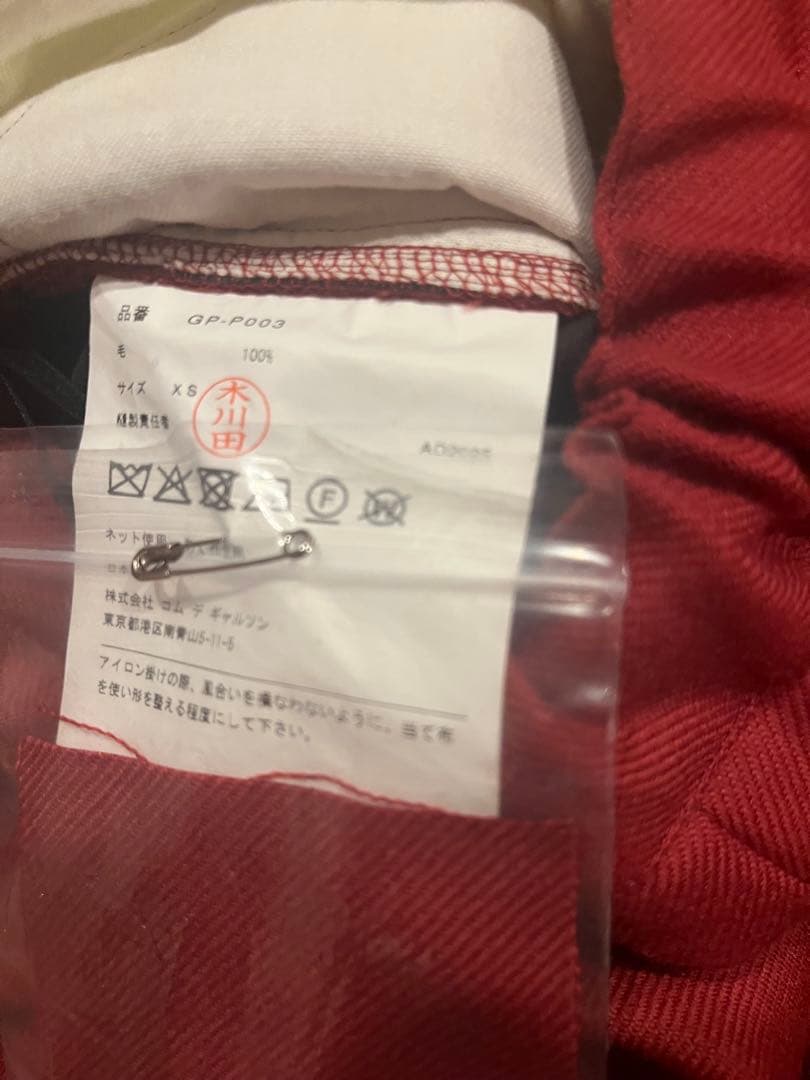 品番 GP-P003
毛 100%
サイズ XS
木川田
縫製責任者
F
W
ネット使用
株式会社 コム デ ギャルソン
東京都港区南青山5-11-5
アイロン掛けの際、風合いを損なわないように、当て布
を使い形を整える程度にして下さい。